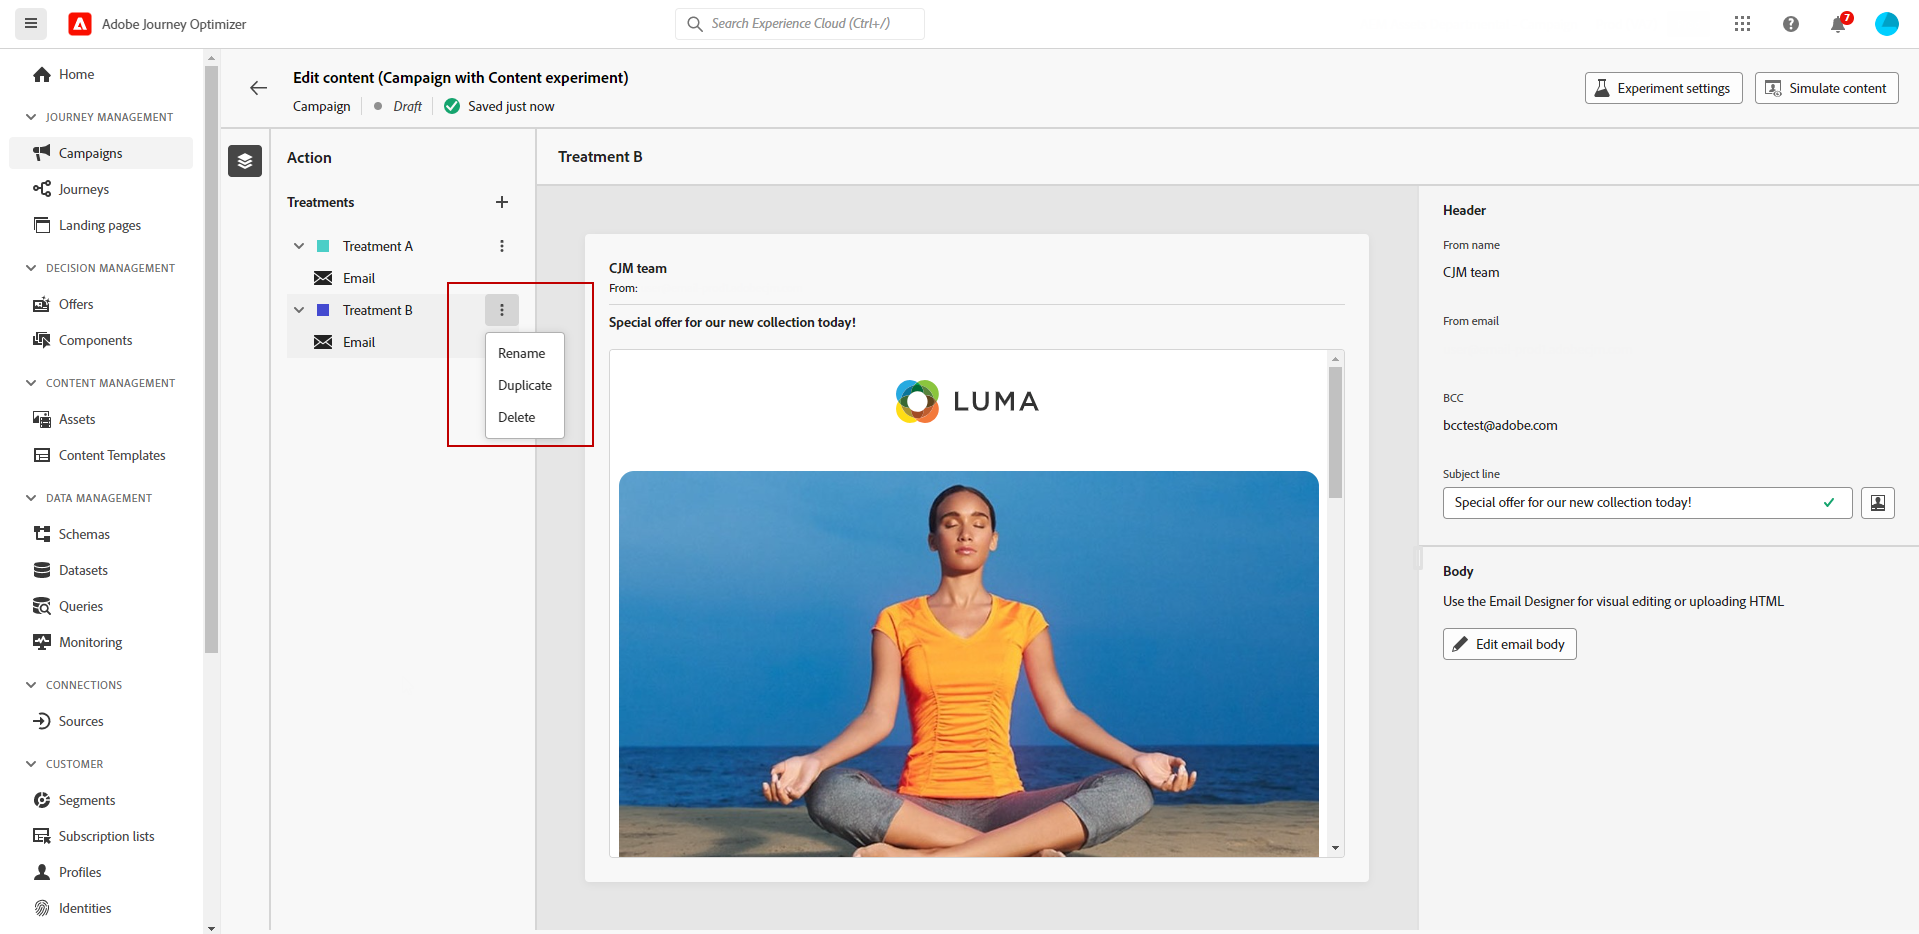 Adobe Journey Optimizer
Search Experience Cloud (Ctrl+/)
7
Home
JOURNEY MANAGEMENT
Campaigns
Journeys
Landing pages
DECISION MANAGEMENT
Offers
Components
CONTENT MANAGEMENT
Assets
Content Templates
DATA MANAGEMENT
Schemas
Datasets
Queries
Monitoring
CONNECTIONS
Sources
CUSTOMER
Segments
Subscription lists
Profiles
Identities
Edit content (Campaign with Content experiment)
Campaign
Draft
Saved just now
Experiment settings
Simulate content
Action
Treatments
Treatment A
Email
Treatment B
Email
Rename
Duplicate
Delete
Treatment B
CJM team
From:
Special offer for our new collection today!
LUMA
Header
From name
CJM team
From email
BCC
bcctest@adobe.com
Subject line
Special offer for our new collection today!
Body
Use the Email Designer for visual editing or uploading HTML
Edit email body